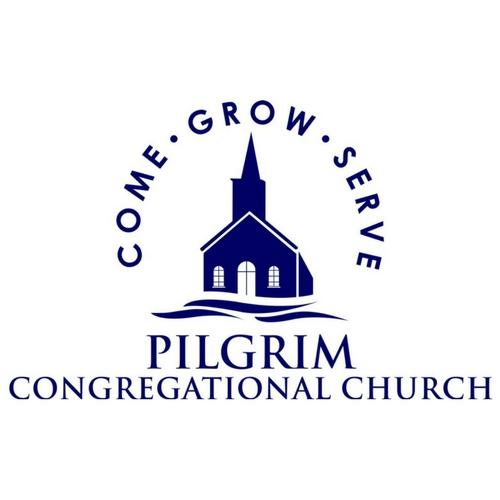 COME • GROW • SERVE
PILGRIM
CONGREGATIONAL CHURCH